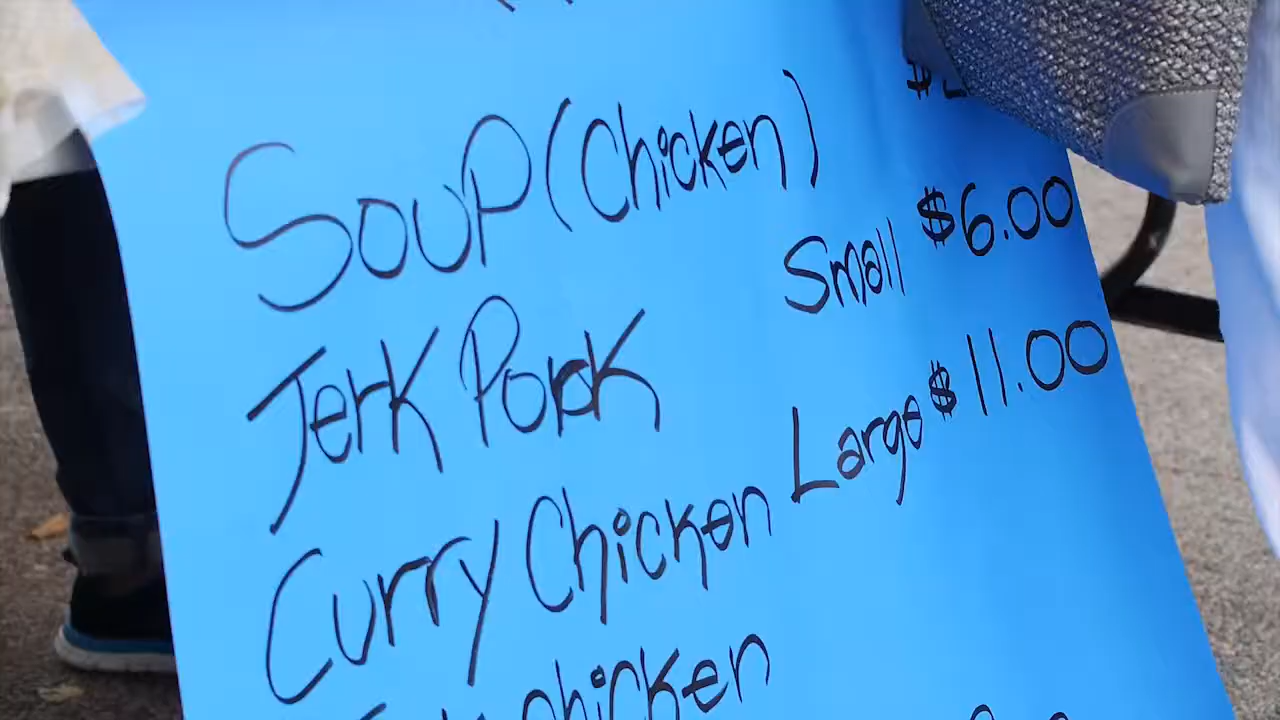 Soup (Chicken)
Small $6.00
Jerk Pork
Large $11.00
Curry Chicken
chicken